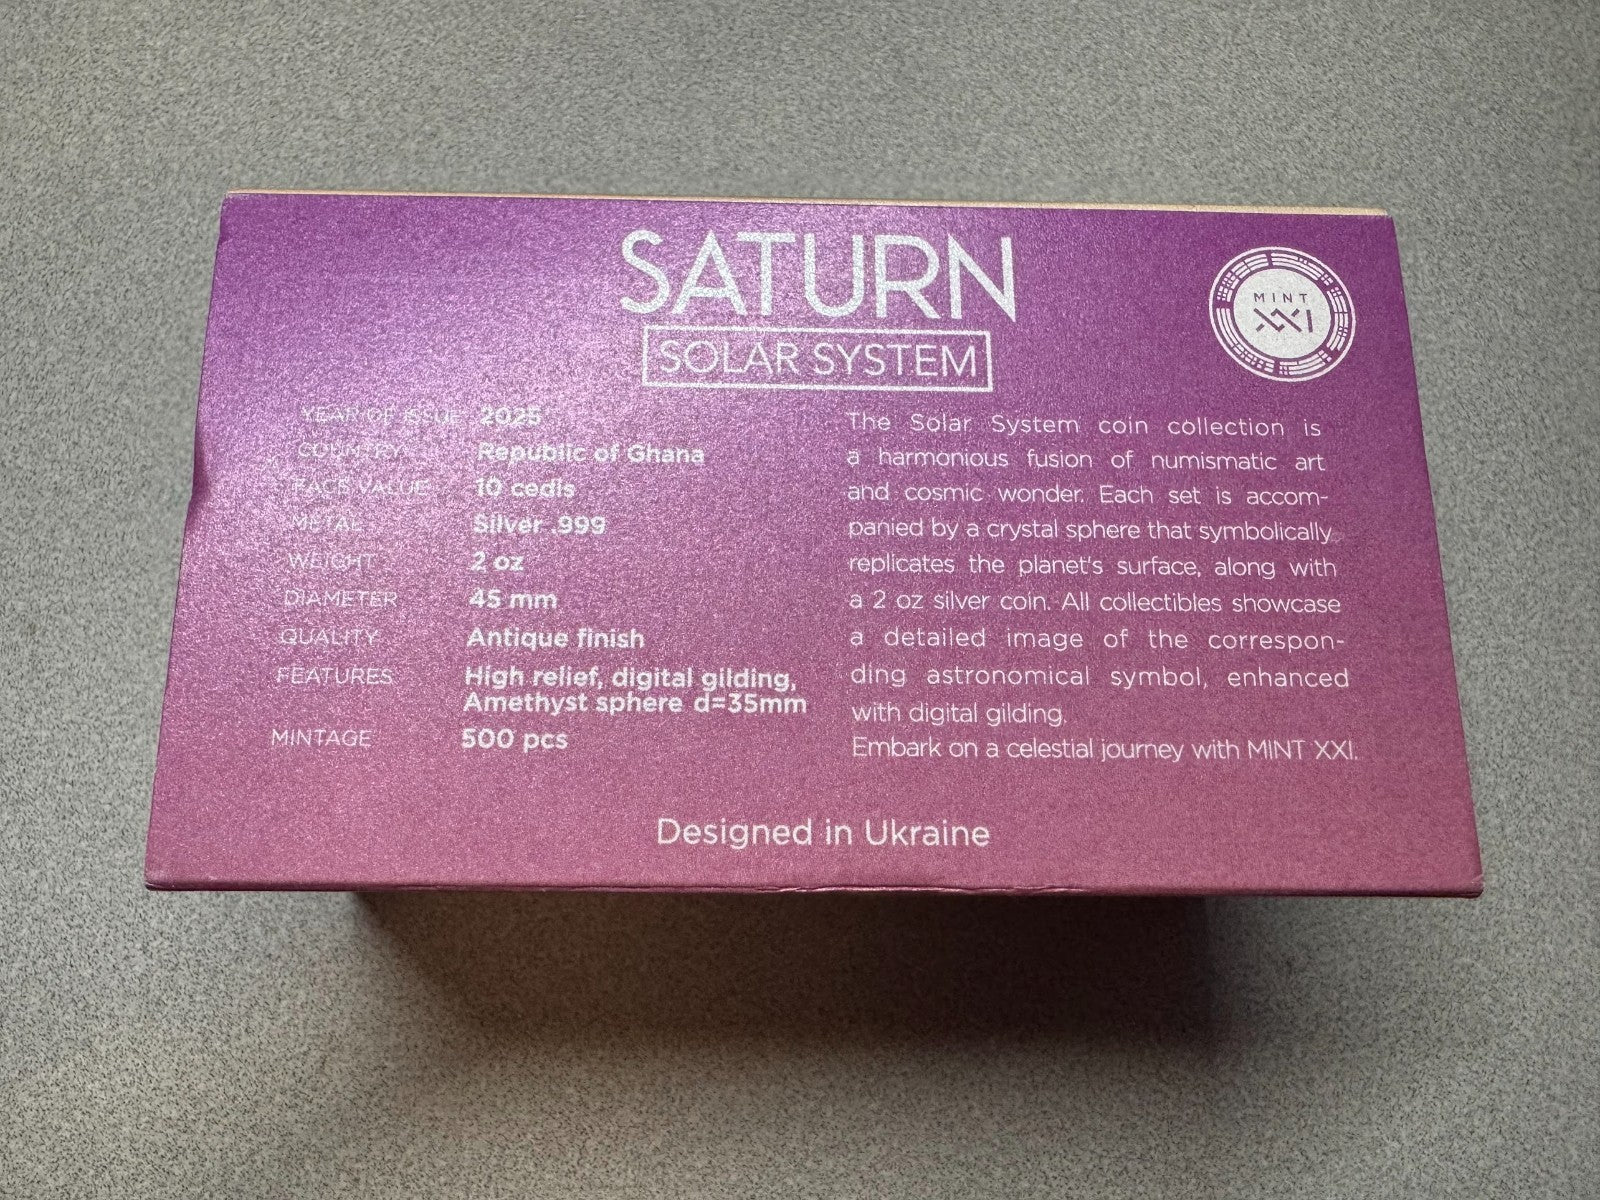 SATURN
SOLAR SYSTEM
MINT
XXI
YEAR OF ISSUE 2025
COUNTRY Republic of Ghana
FACE VALUE 10 cedis
METAL Silver .999
WEIGHT 2 oz
DIAMETER 45 mm
QUALITY Antique finish
FEATURES High relief, digital gilding,
Amethyst sphere d=35mm
MINTAGE 500 pcs
The Solar System coin collection is
a harmonious fusion of numismatic art
and cosmic wonder. Each set is accom-
panied by a crystal sphere that symbolically
replicates the planet's surface, along with
a 2 oz silver coin. All collectibles showcase
a detailed image of the correspon-
ding astronomical symbol, enhanced
with digital gilding.
Embark on a celestial journey with MINT XXI.
Designed in Ukraine